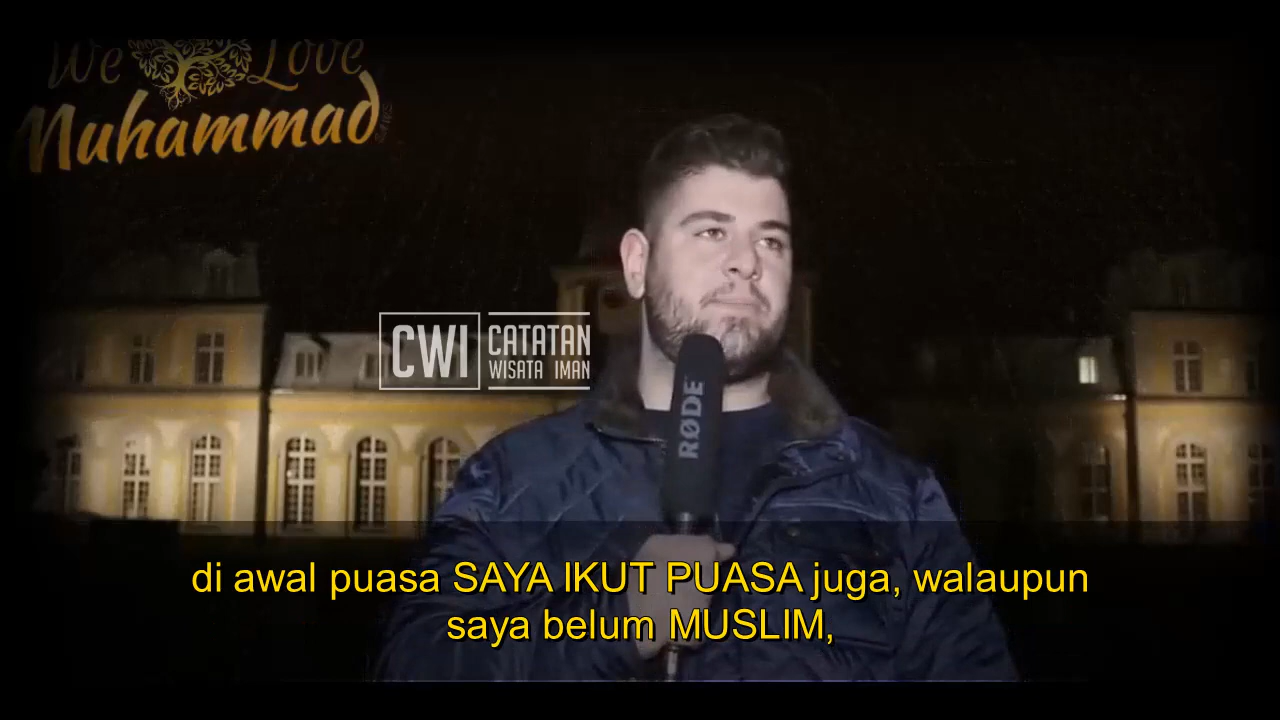 We Love
Muhammad
CWI CATATAN
WISATA IMAN
RØDE
di awal puasa SAYA IKUT PUASA juga, walaupun
saya belum MUSLIM,